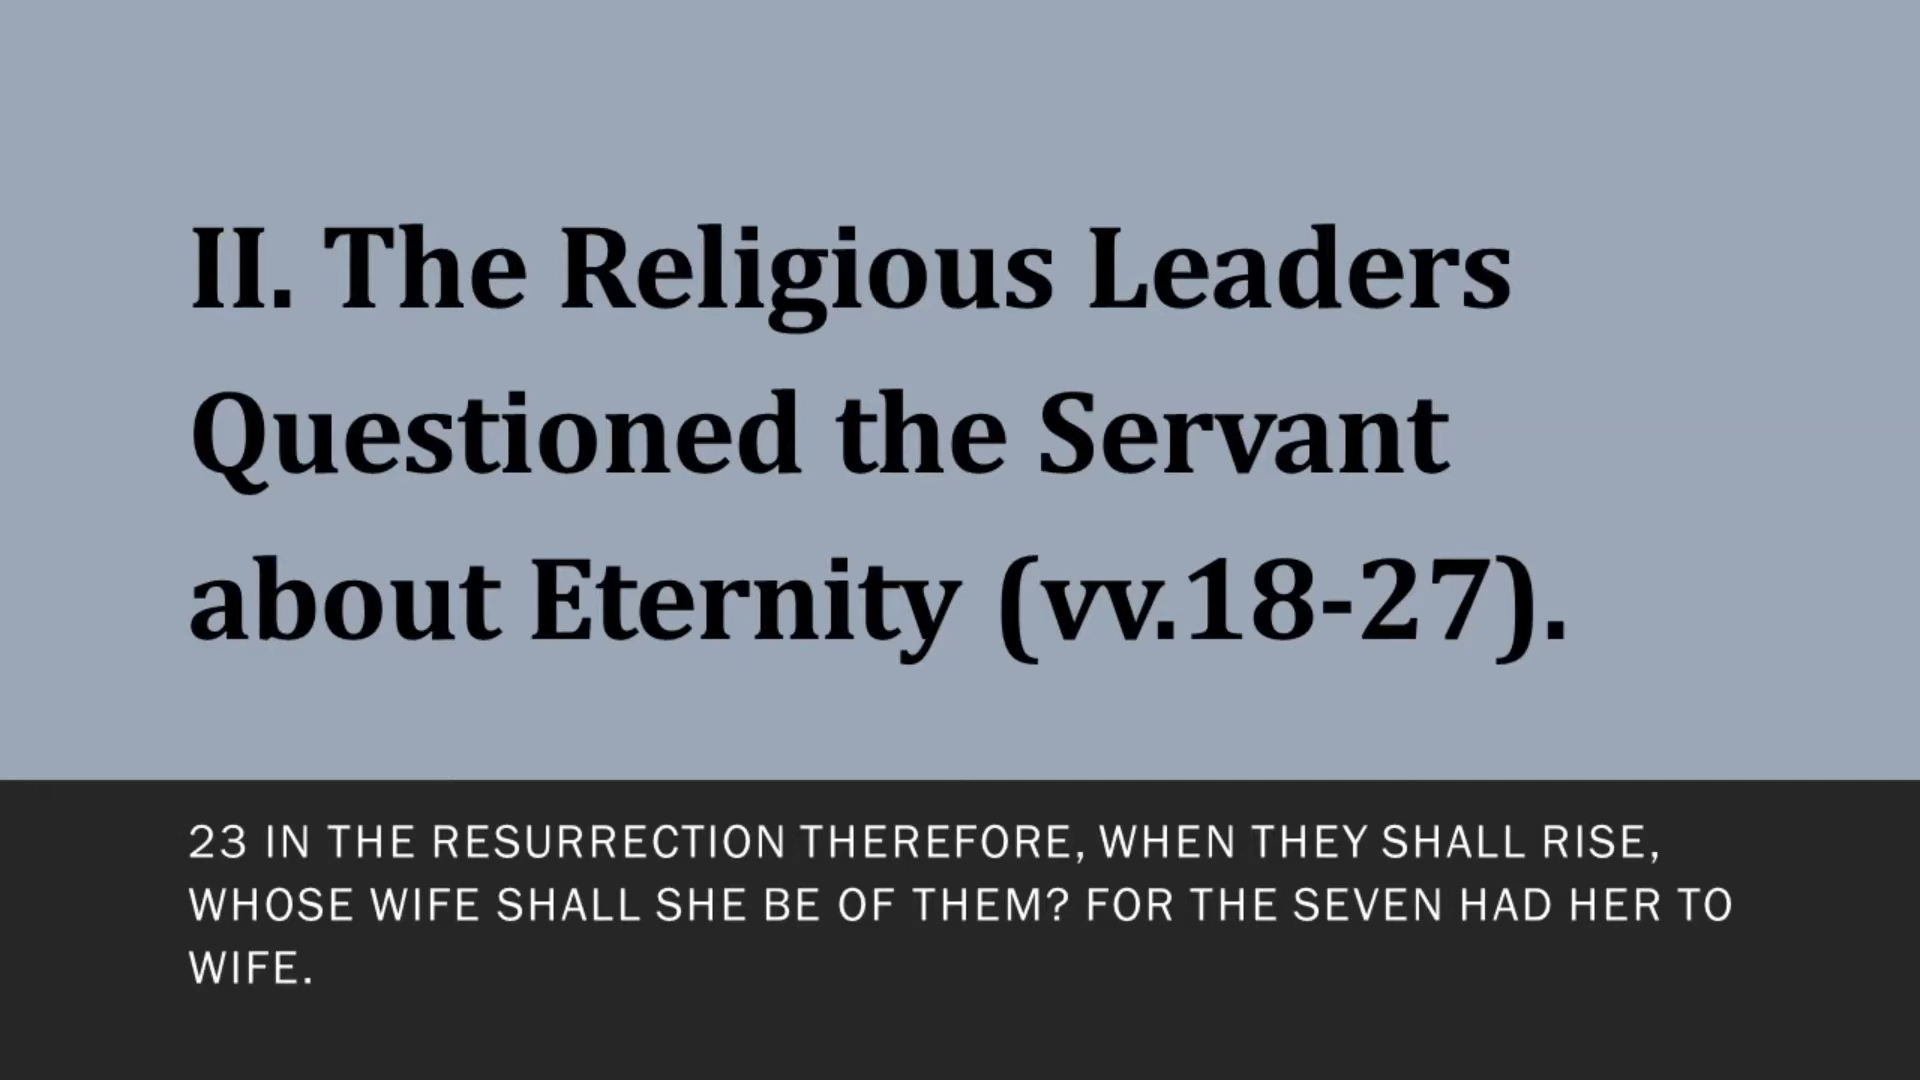 II. The Religious Leaders
Questioned the Servant
about Eternity (vv.18-27).
23 IN THE RESURRECTION THEREFORE, WHEN THEY SHALL RISE,
WHOSE WIFE SHALL SHE BE OF THEM? FOR THE SEVEN HAD HER TO
WIFE.